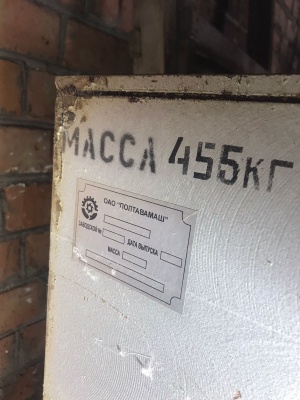 МАССА 455КГ
ОАО "ПОЛТАВАМАШ"
ЗАВОДСКОЙ № ДАТА ВЫПУСКА
МАССА